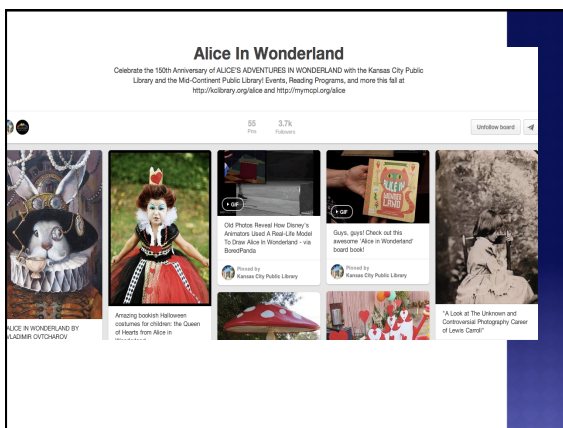 Alice In Wonderland
Celebrate the 150th Anniversary of ALICE'S ADVENTURES IN WONDERLAND with the Kansas City Public
Library and the Mid-Continent Public Library! Events, Reading Programs, and more this fall at
http://kclibrary.org/alice and http://mymcpl.org/alice
55
Pins
3.7k
Followers
Unfollow board
ALICE IN WONDERLAND BY
VLADIMIR OVTCHAROV
Amazing bookish Halloween
costumes for children: the Queen
of Hearts from Alice in
GIF
Old Photos Reveal How Disney's
Animators Used A Real-Life Model
To Draw Alice In Wonderland - via
BoredPanda
Pinned by
Kansas City Public Library
ALICE IN
WONDER
LAND
GIF
Guys, guys! Check out this
awesome 'Alice in Wonderland'
board book!
Pinned by
Kansas City Public Library
"A Look at The Unknown and
Controversial Photography Career
of Lewis Carroll"